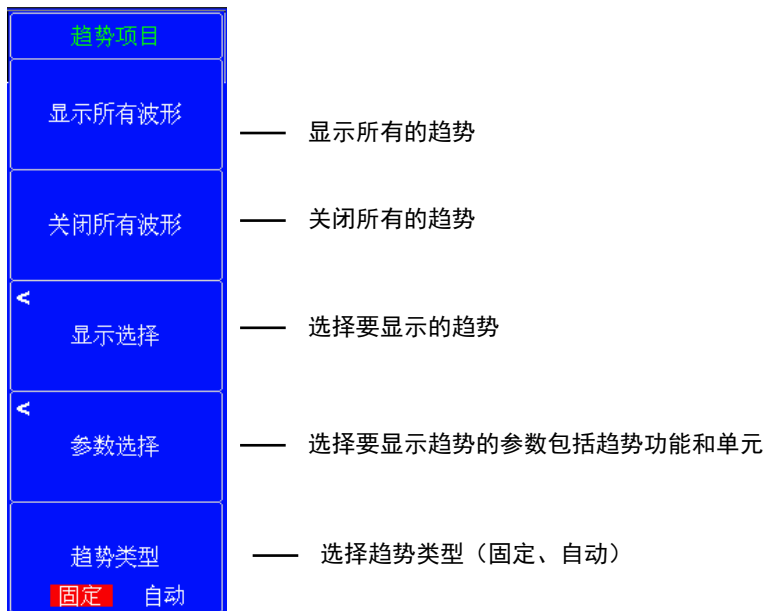 趋势项目
显示所有波形
—— 显示所有的趋势
关闭所有波形
—— 关闭所有的趋势
<
显示选择
—— 选择要显示的趋势
<
参数选择
—— 选择要显示趋势的参数包括趋势功能和单元
趋势类型
—— 选择趋势类型（固定、自动）
固定 自动